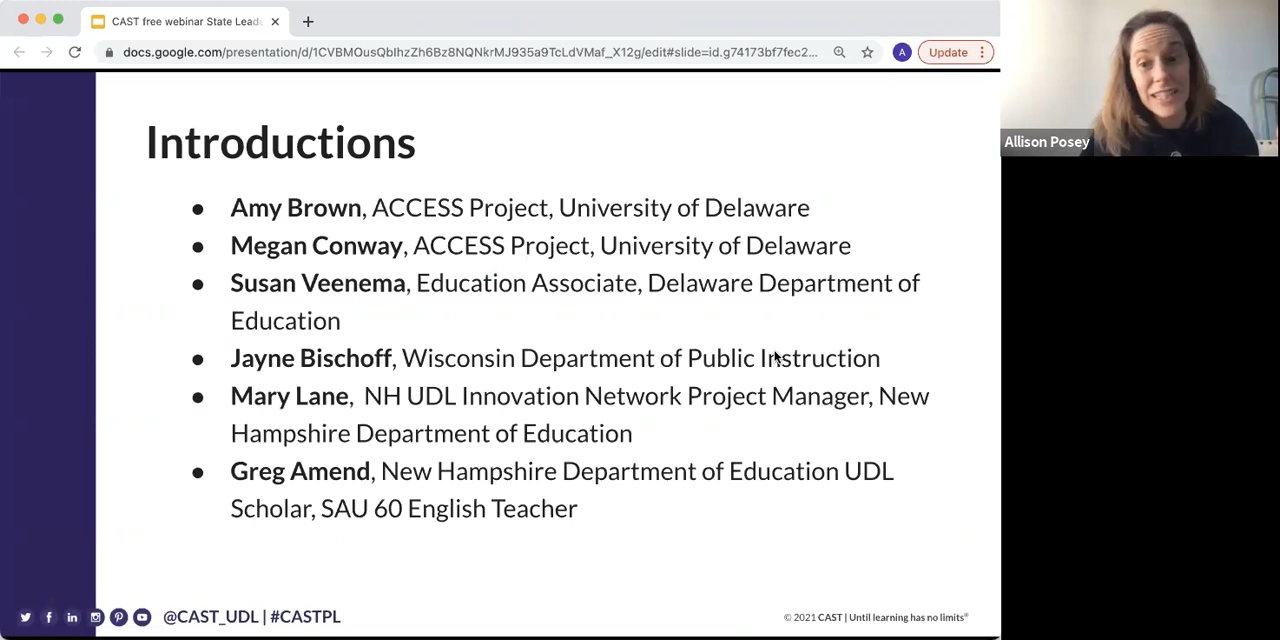 CAST free webinar State Lead
docs.google.com/presentation/d/1CVBMOusQbIhzZh6Bz8NQNkrMJ935a9TcLdVMaf_X12g/edit#slide=id.g74173bf7fec2...
A
Update
Allison Posey
Introductions
● Amy Brown, ACCESS Project, University of Delaware
● Megan Conway, ACCESS Project, University of Delaware
● Susan Veenema, Education Associate, Delaware Department of
Education
● Jayne Bischoff, Wisconsin Department of Public Instruction
● Mary Lane, NH UDL Innovation Network Project Manager, New
Hampshire Department of Education
● Greg Amend, New Hampshire Department of Education UDL
Scholar, SAU 60 English Teacher
@CAST_UDL | #CASTPL
© 2021 CAST | Until learning has no limits®